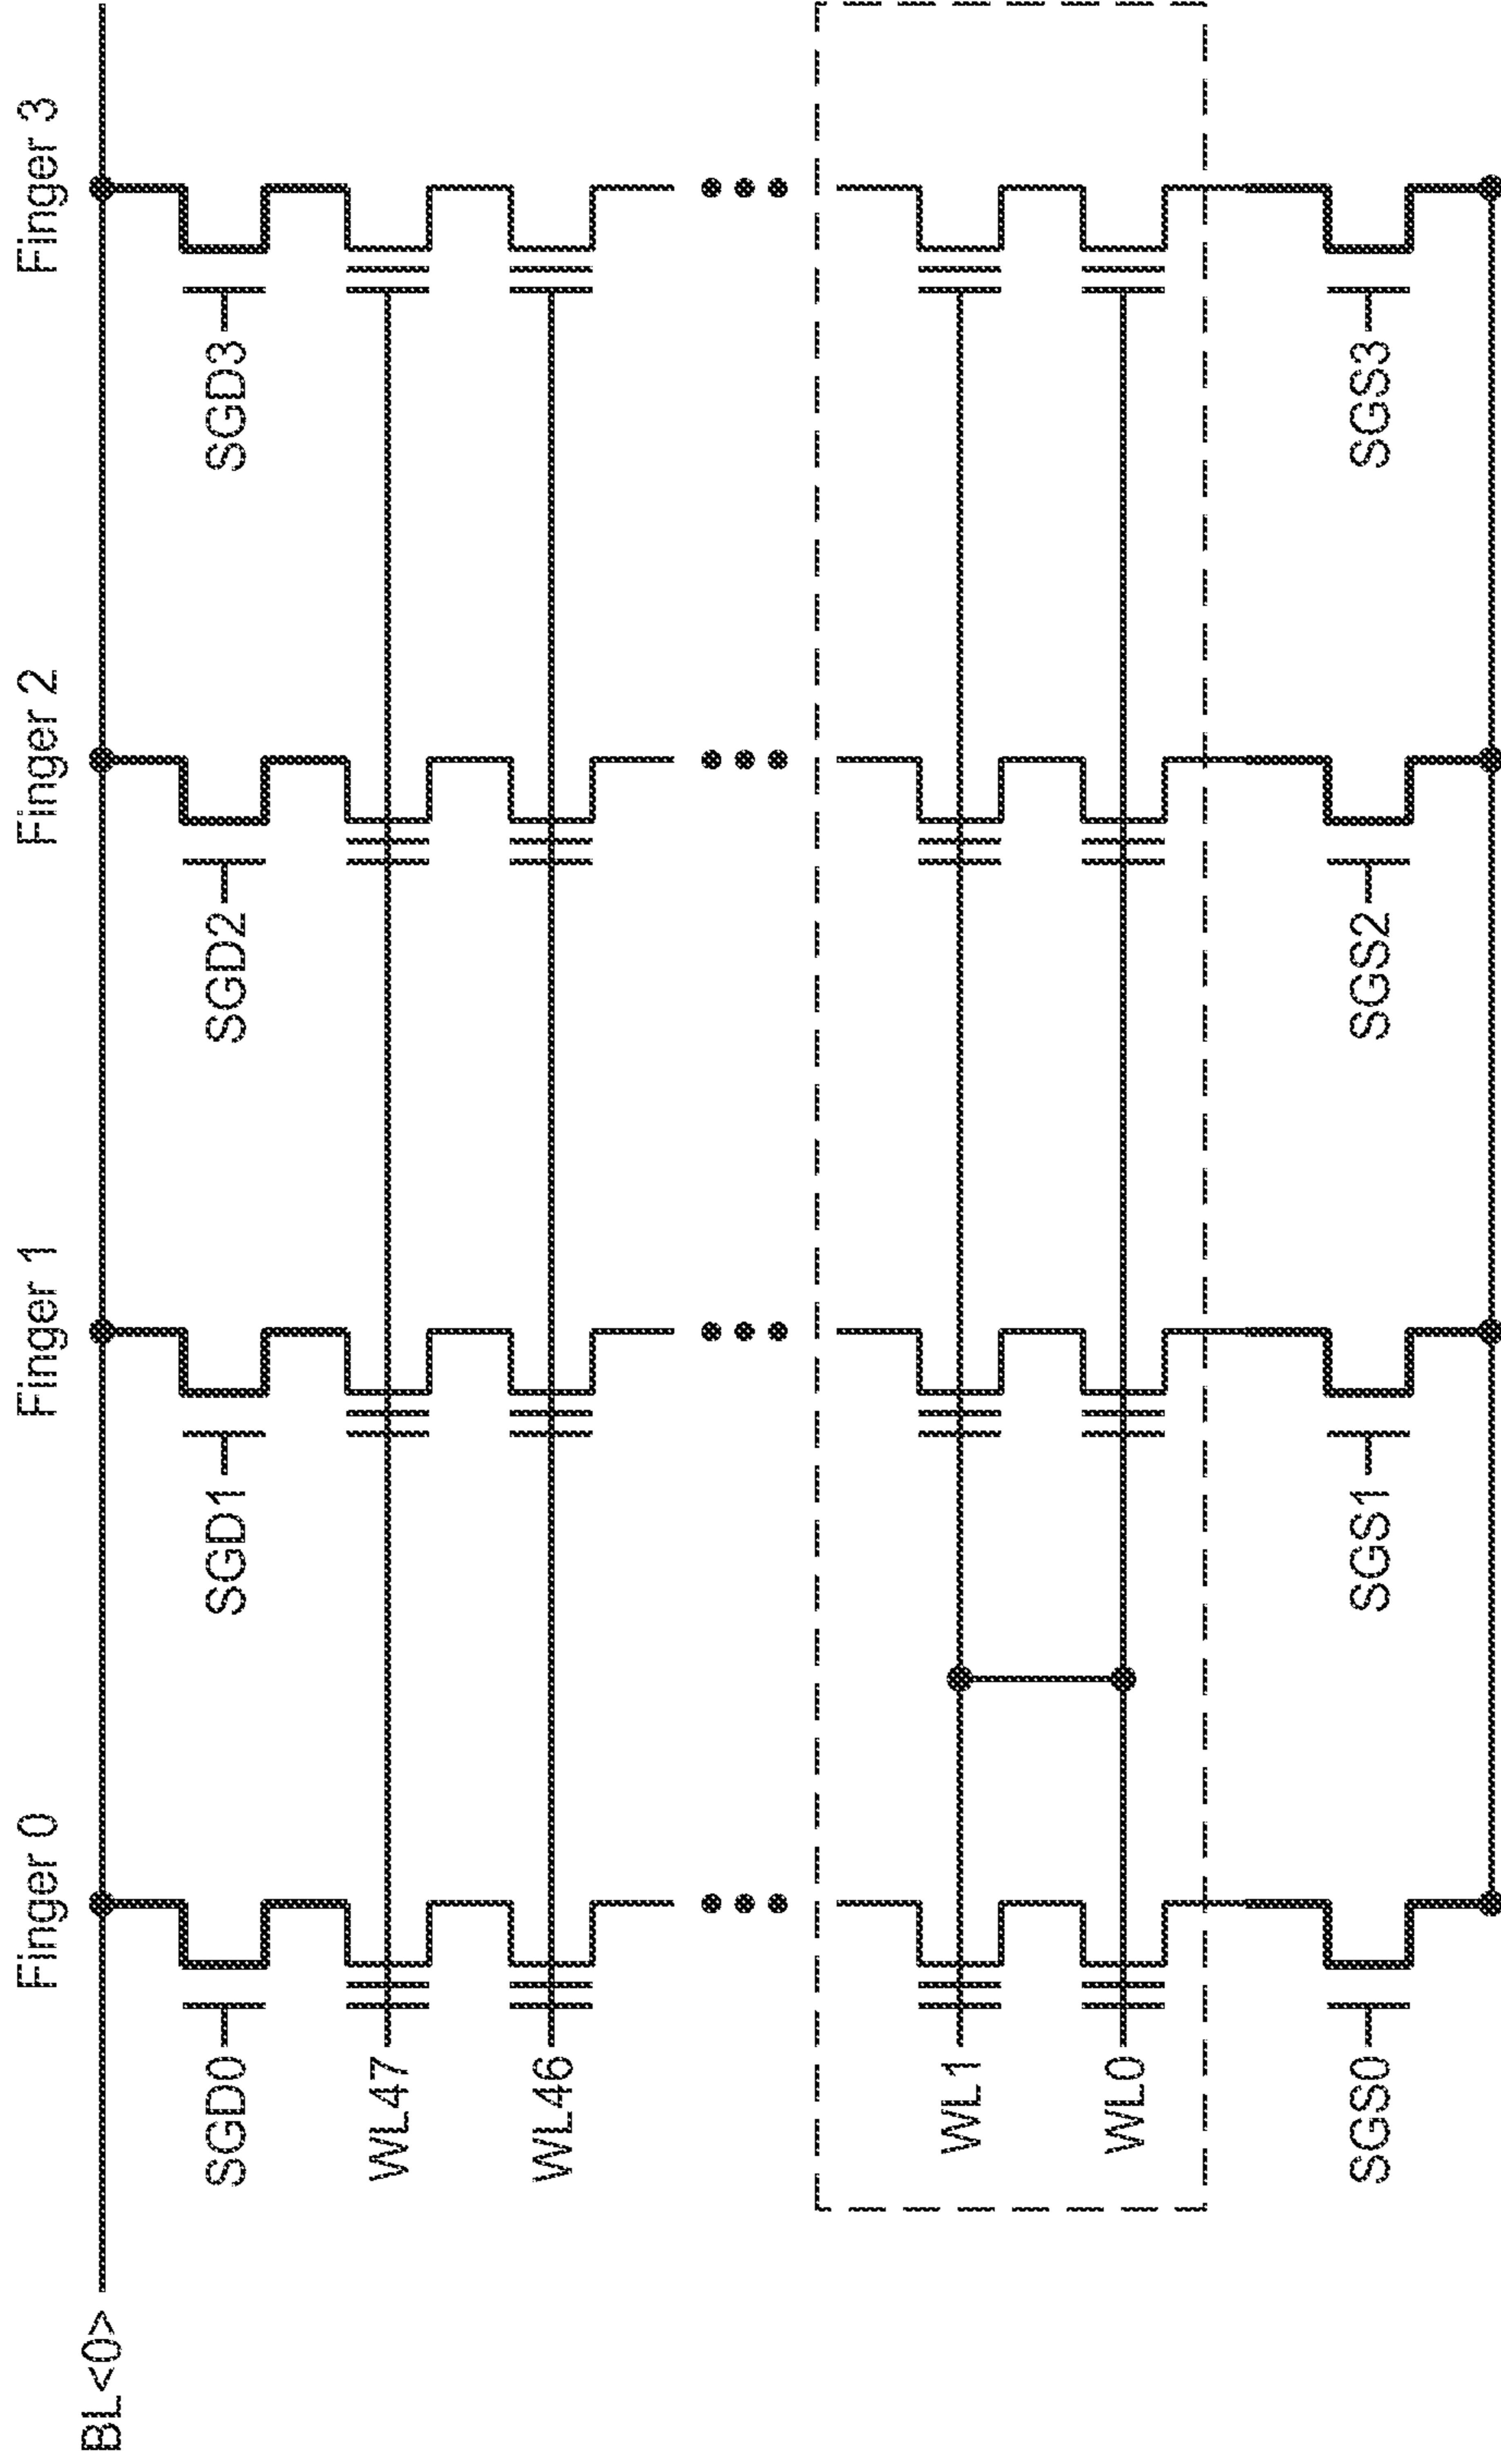 Finger 0
Finger 1
Finger 2
Finger 3
BL<0>
SGD0
SGD1
SGD2
SGD3
WL47
WL46
WL1
WL0
SGS0
SGS1
SGS2
SGS3